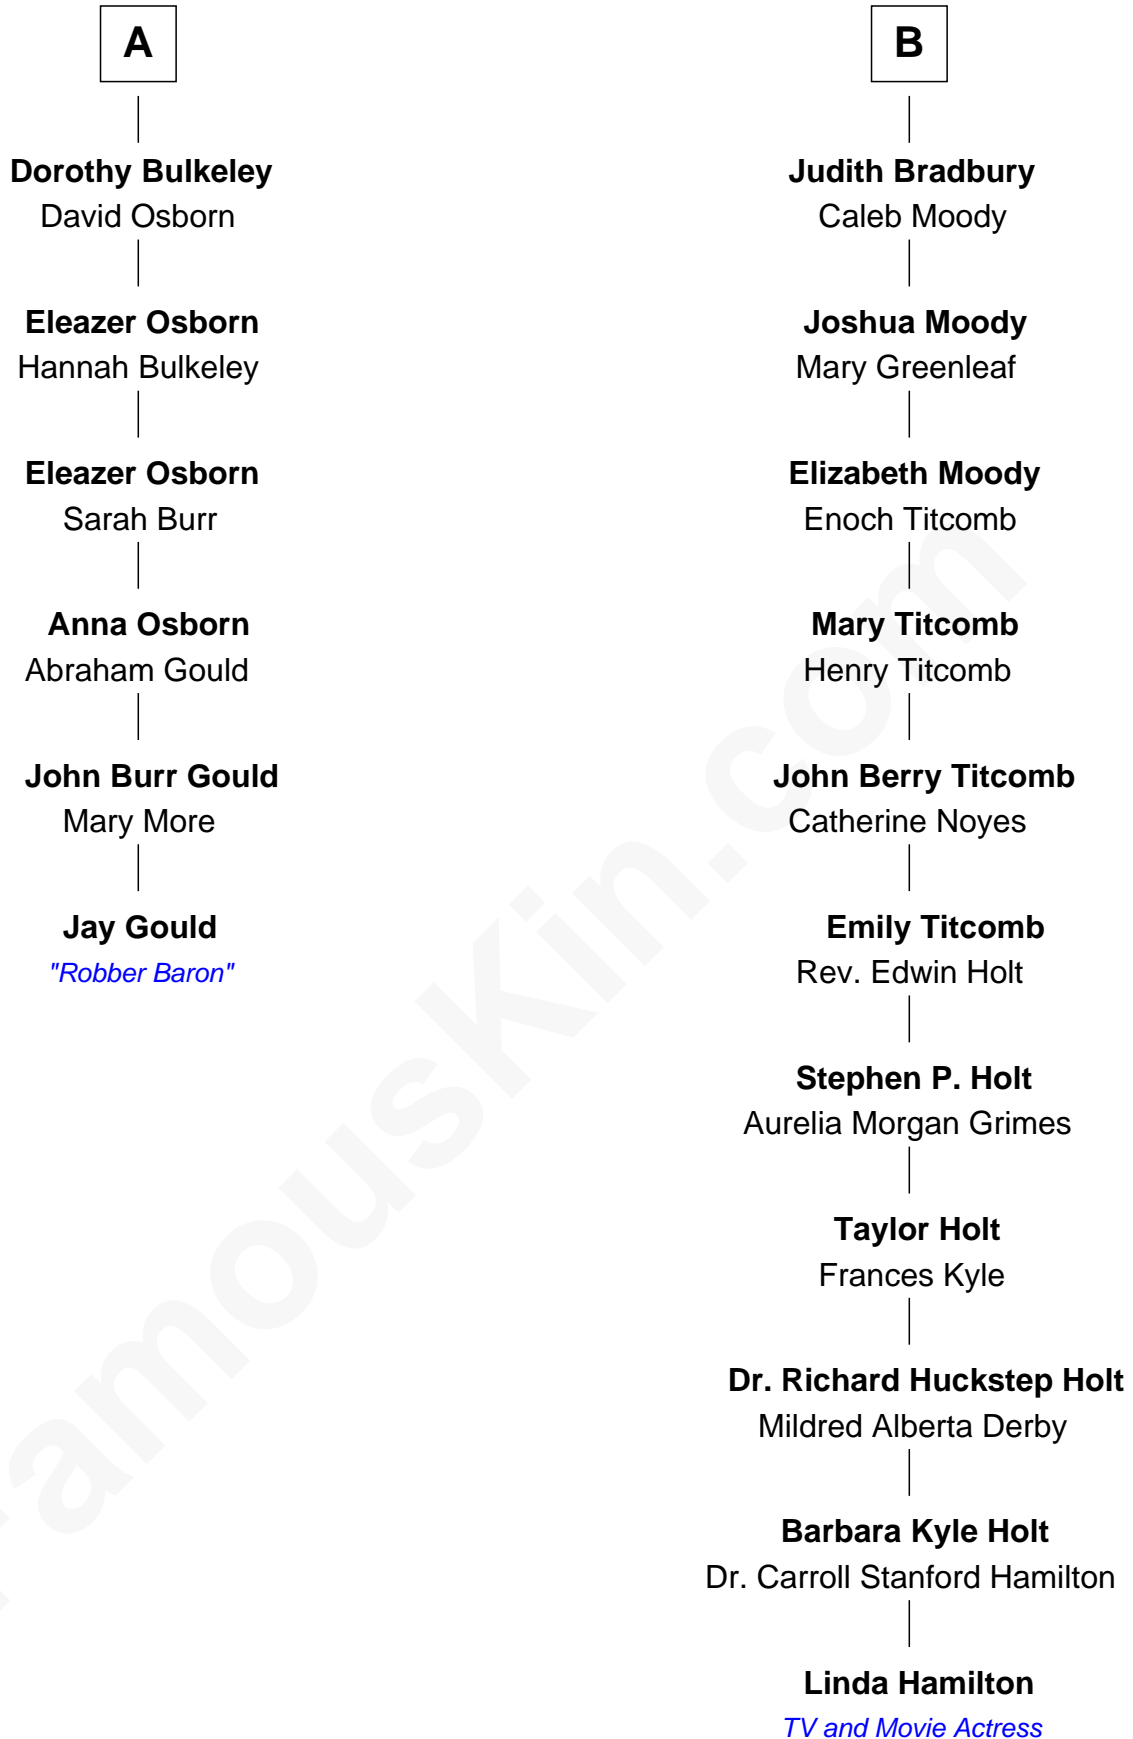 A
Dorothy Bulkeley
David Osborn
Eleazer Osborn
Hannah Bulkeley
Eleazer Osborn
Sarah Burr
Anna Osborn
Abraham Gould
John Burr Gould
Mary More
Jay Gould
"Robber Baron"
B
Judith Bradbury
Caleb Moody
Joshua Moody
Mary Greenleaf
Elizabeth Moody
Enoch Titcomb
Mary Titcomb
Henry Titcomb
John Berry Titcomb
Catherine Noyes
Emily Titcomb
Rev. Edwin Holt
Stephen P. Holt
Aurelia Morgan Grimes
Taylor Holt
Frances Kyle
Dr. Richard Huckstep Holt
Mildred Alberta Derby
Barbara Kyle Holt
Dr. Carroll Stanford Hamilton
Linda Hamilton
TV and Movie Actress
FamousKin.com